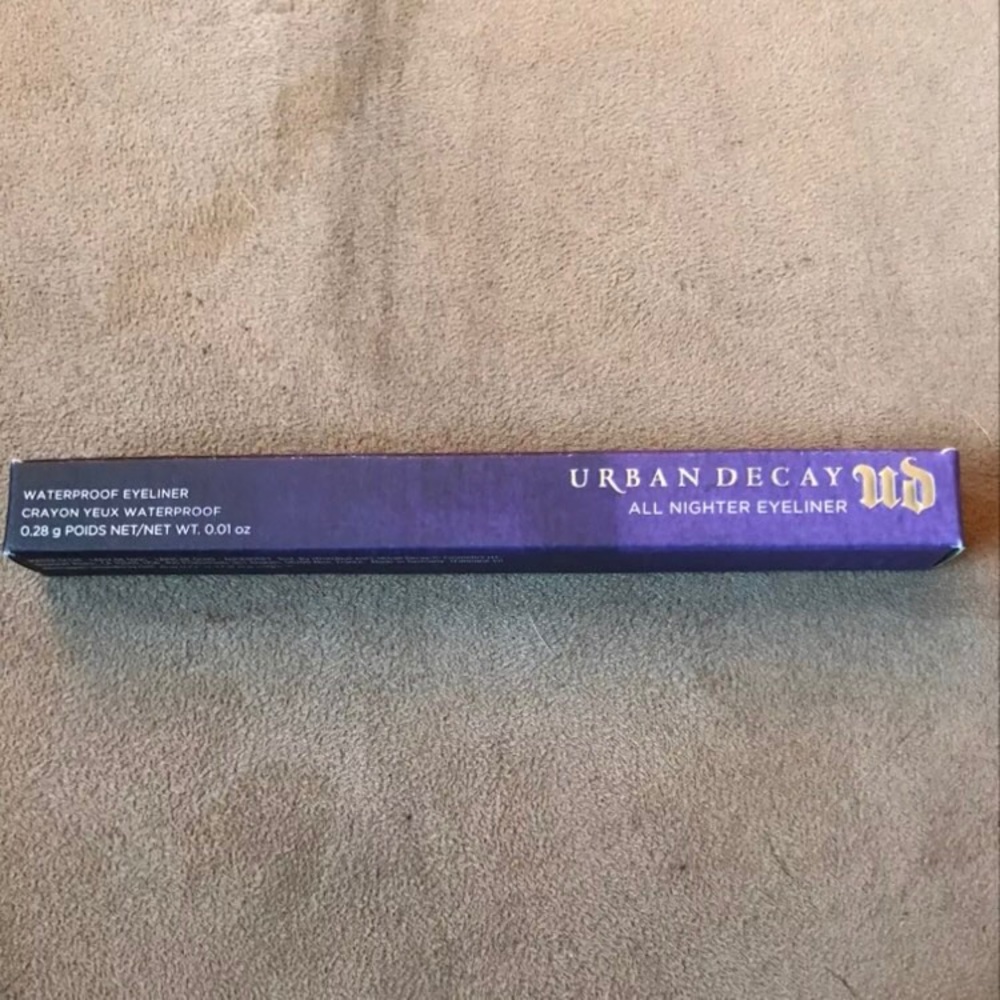 WATERPROOF EYELINER
CRAYON YEUX WATERPROOF
0.28 g POIDS NET/NET WT. 0.01 oz
URBAN DECAY UD
ALL NIGHTER EYELINER